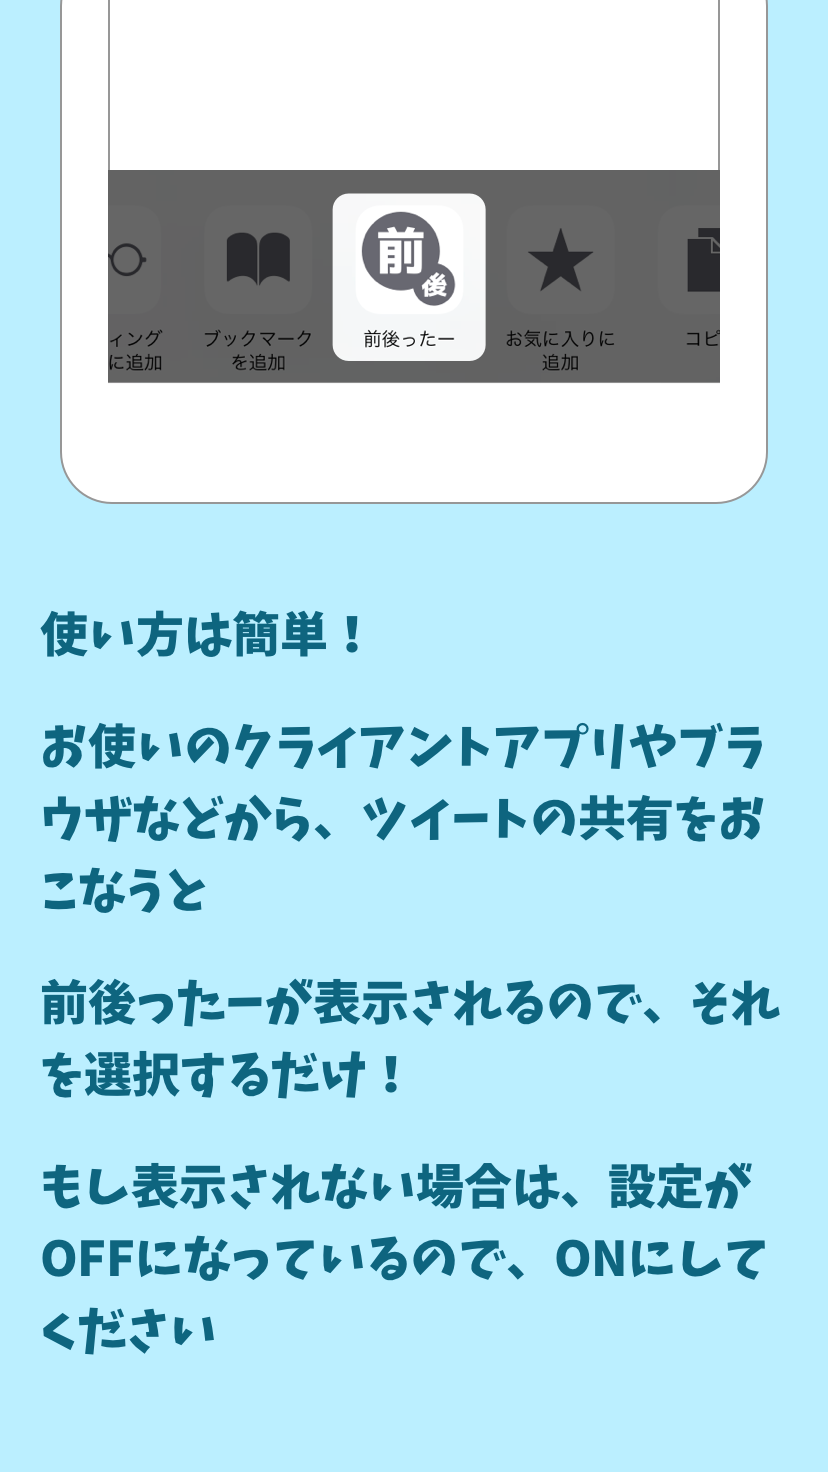 前
後
ィング
に追加
ブックマーク
を追加
前後ったー
お気に入りに
追加
コピ
使い方は簡単！
お使いのクライアントアプリやブラ
ウザなどから、ツイートの共有をお
こなうと
前後ったーが表示されるので、それ
を選択するだけ！
もし表示されない場合は、設定が
OFFになっているので、ONにして
ください